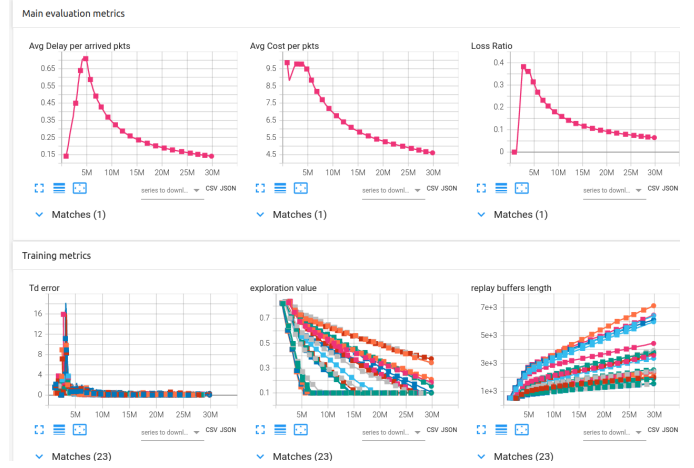 Main evaluation metrics
Avg Delay per arrived pkts
Avg Cost per pkts
Loss Ratio
0.65
0.55
0.45
0.35
0.25
0.15
5M 10M 15M 20M 25M 30M
9.5
8.5
7.5
6.5
5.5
4.5
5M 10M 15M 20M 25M 30M
0.4
0.3
0.2
0.1
0
5M 10M 15M 20M 25M 30M
series to downl... CSV JSON
series to downl... CSV JSON
series to downl... CSV JSON
Matches (1)
Matches (1)
Matches (1)
Training metrics
Td error
exploration value
replay buffers length
16
12
8
4
0
5M 10M 15M 20M 25M 30M
0.7
0.5
0.3
0.1
5M 10M 15M 20M 25M 30M
7e+3
5e+3
3e+3
1e+3
5M 10M 15M 20M 25M 30M
series to downl... CSV JSON
series to downl... CSV JSON
series to downl... CSV JSON
Matches (23)
Matches (23)
Matches (23)